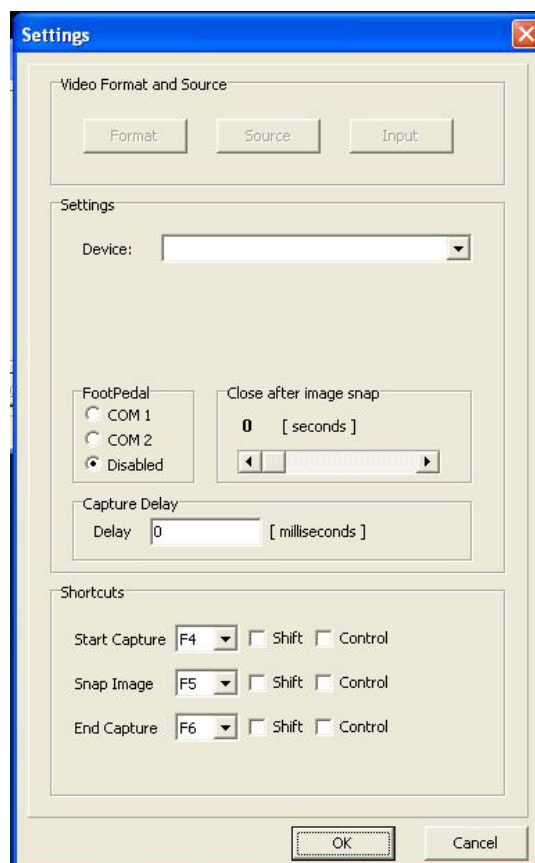 Settings
Video Format and Source
Format Source Input
Settings
Device:
FootPedal
COM 1
COM 2
Disabled
Close after image snap
0 [ seconds ]
Capture Delay
Delay 0 [ milliseconds ]
Shortcuts
Start Capture F4 Shift Control
Snap Image F5 Shift Control
End Capture F6 Shift Control
OK Cancel